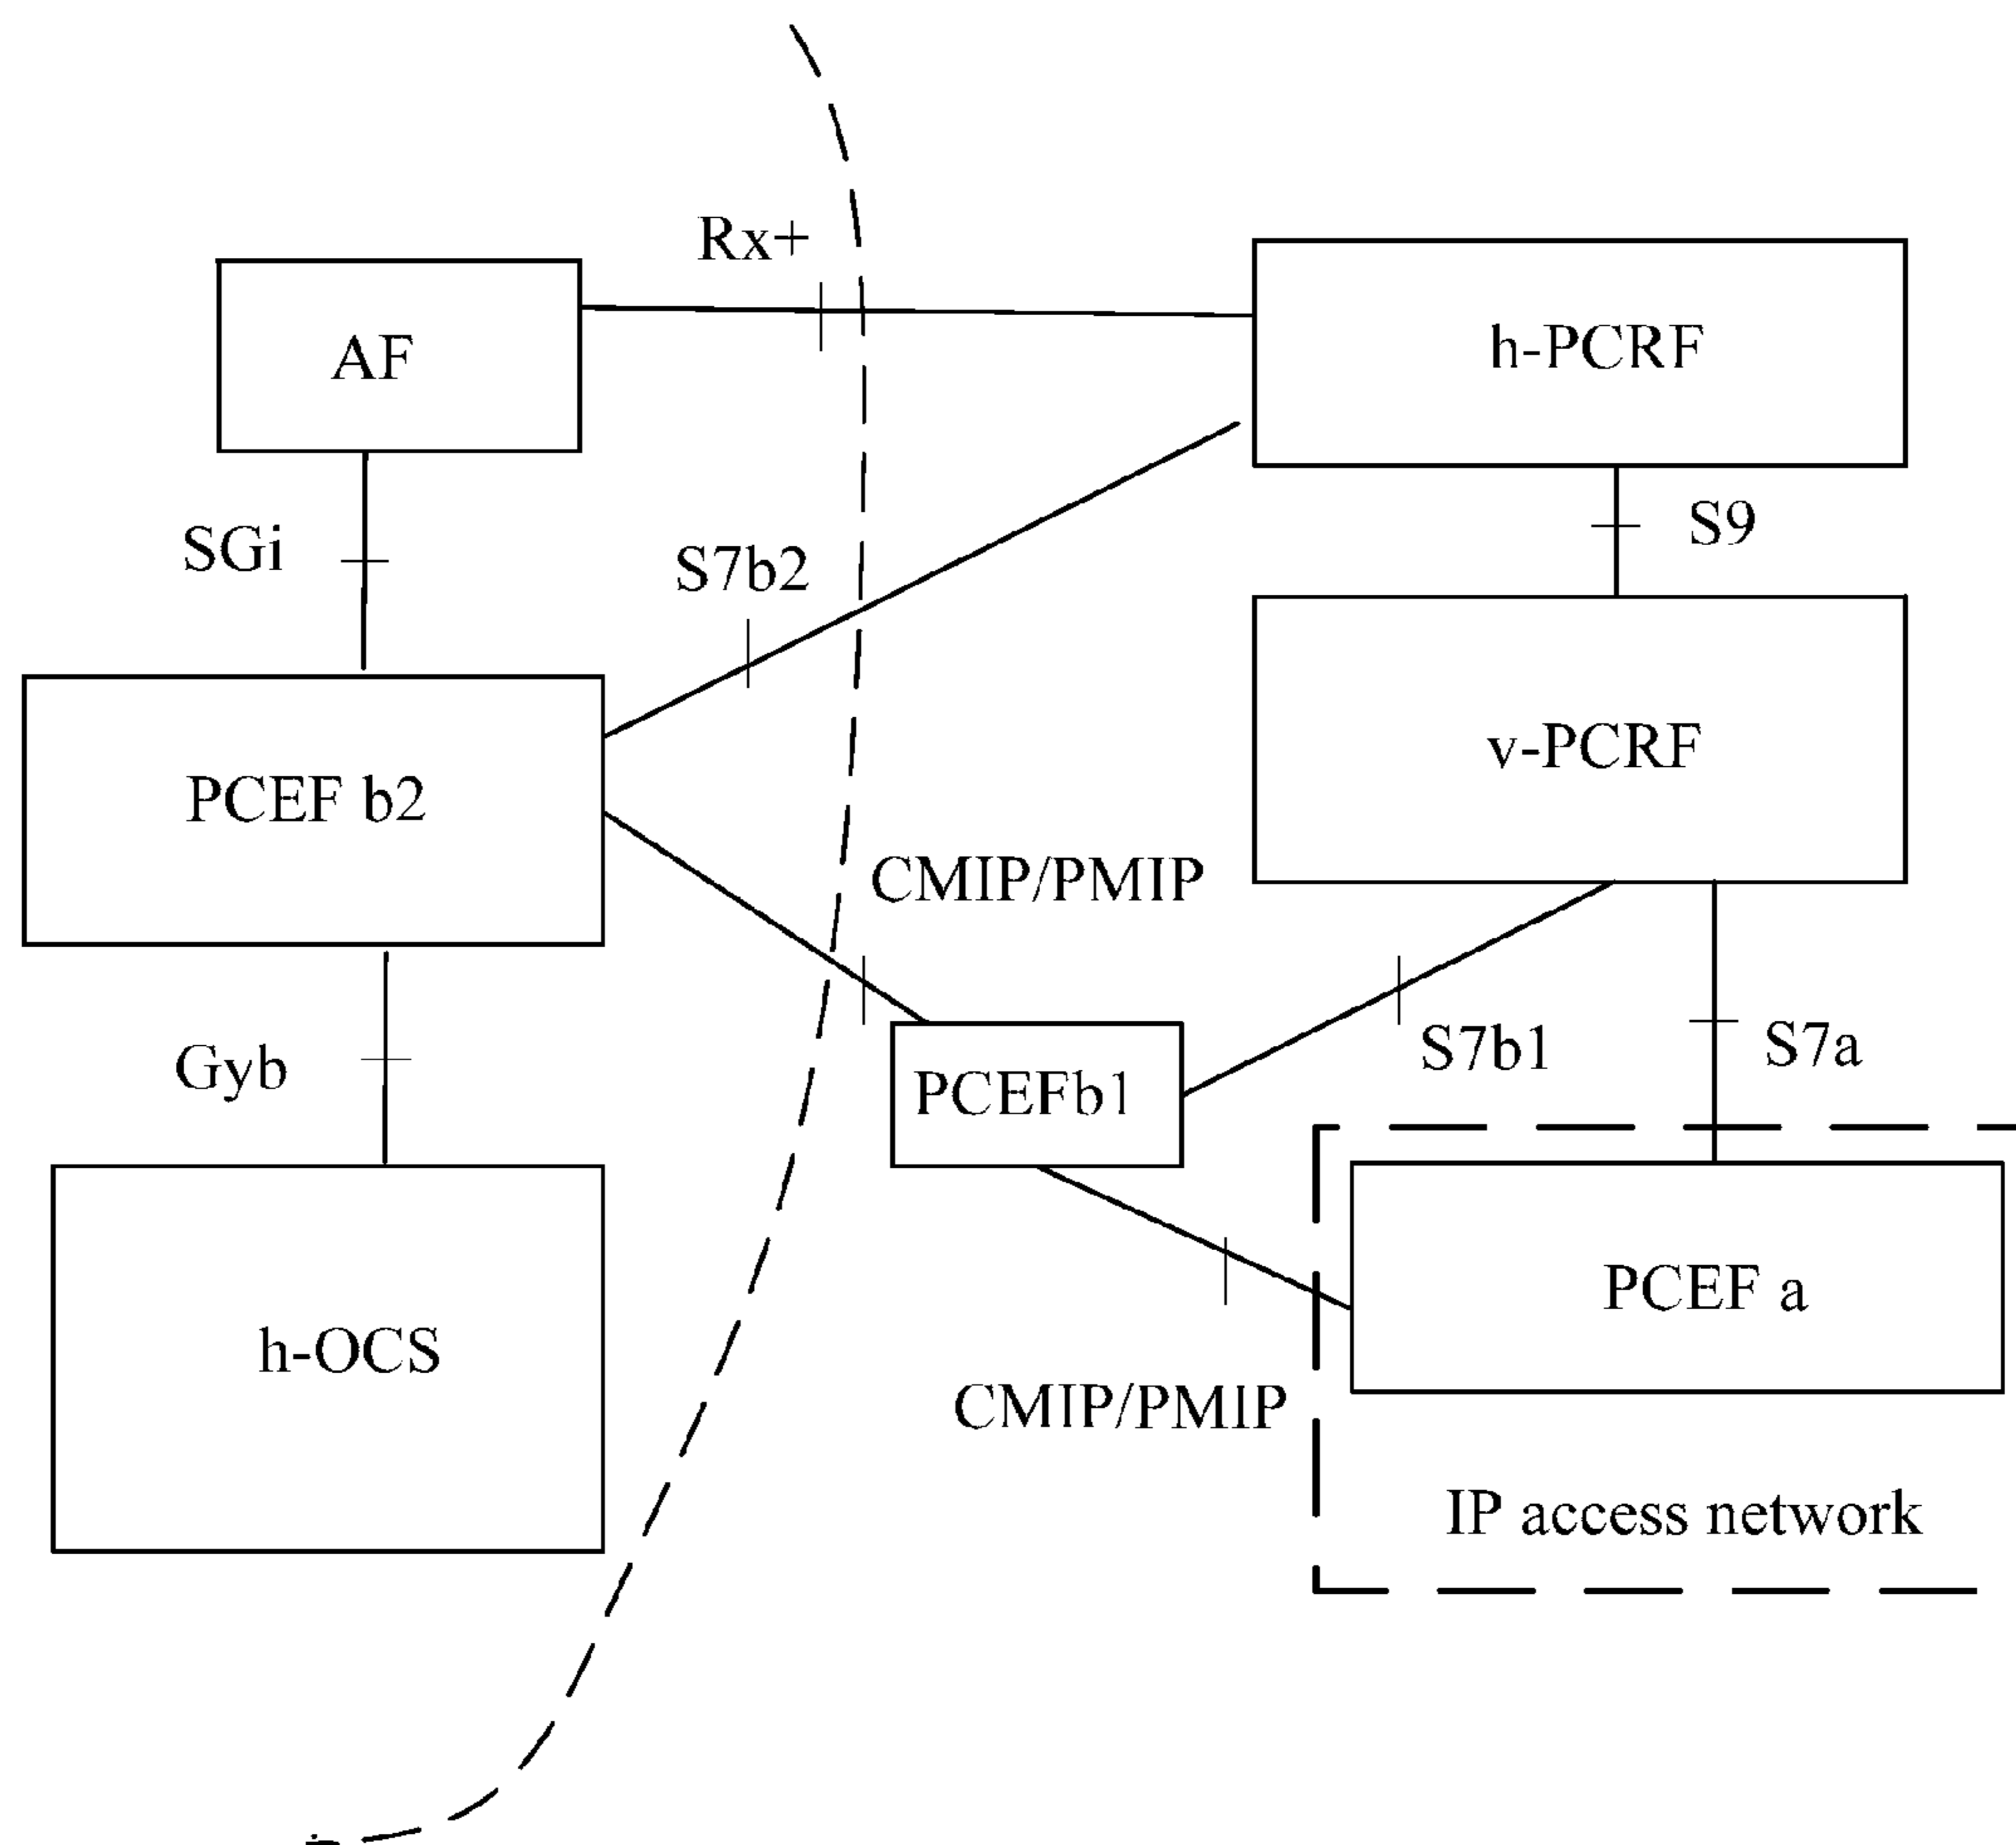 Rx+
AF
h-PCRF
SGi
S9
S7b2
v-PCRF
PCEF b2
CMIP/PMIP
Gyb
PCEFb1
S7b1
S7a
PCEF a
h-OCS
CMIP/PMIP
IP access network